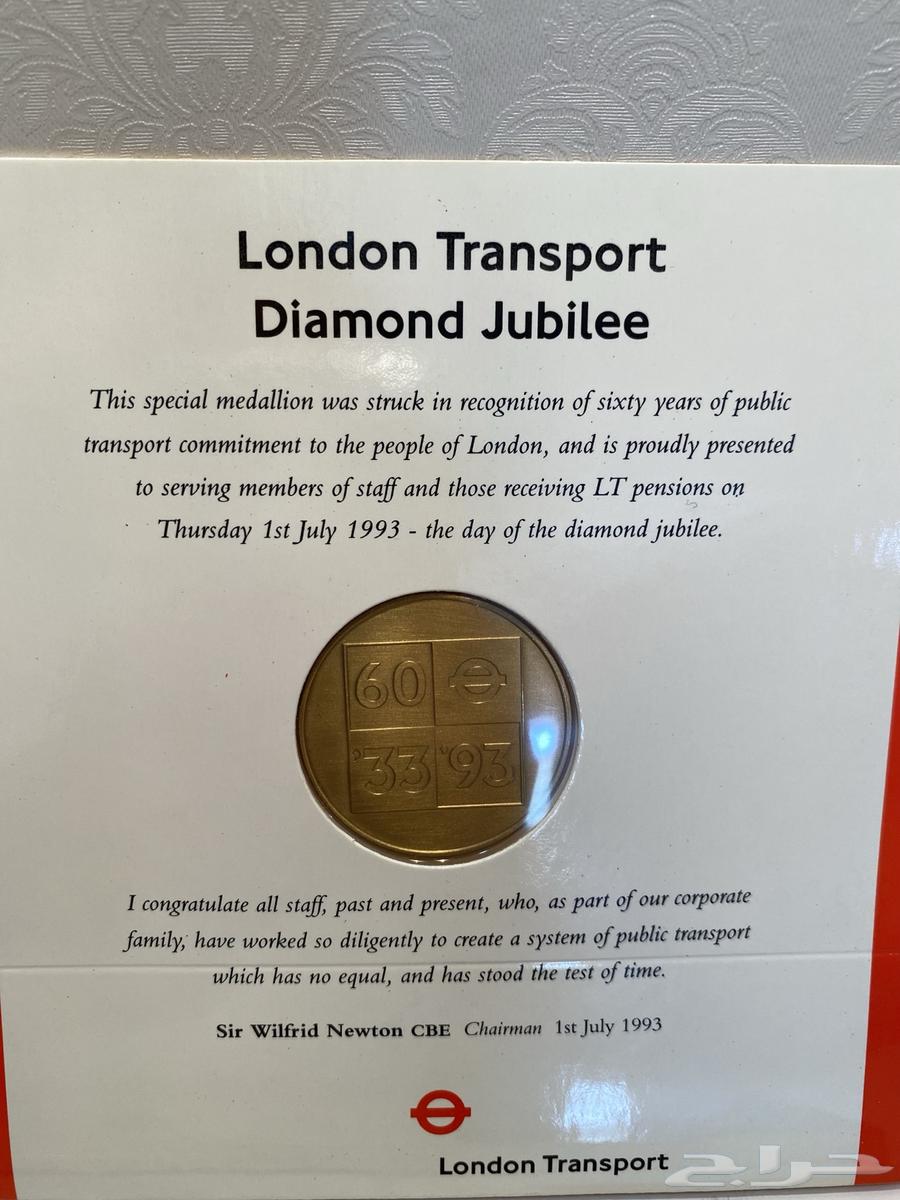 London Transport
Diamond Jubilee
This special medallion was struck in recognition of sixty years of public
transport commitment to the people of London, and is proudly presented
to serving members of staff and those receiving LT pensions on
Thursday 1st July 1993 - the day of the diamond jubilee.
60
'33 '93
I congratulate all staff, past and present, who, as part of our corporate
family, have worked so diligently to create a system of public transport
which has no equal, and has stood the test of time.
Sir Wilfrid Newton CBE Chairman 1st July 1993
London Transport
حراج